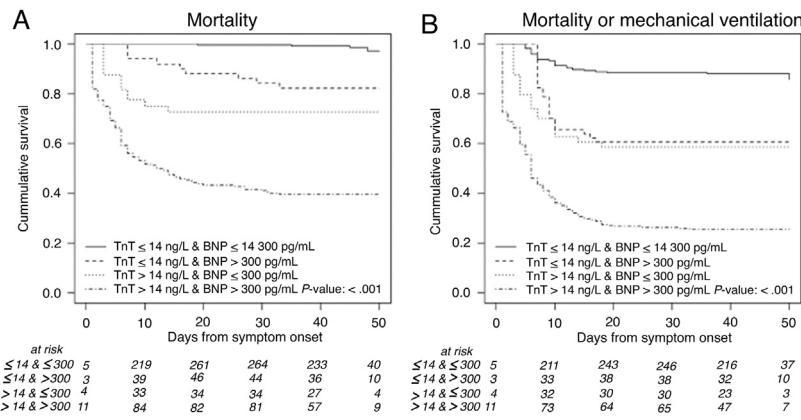 A
Mortality
1.0
0.8
0.6
0.4
0.2
0.0
Cummulative survival
TnT ≤ 14 ng/L & BNP ≤ 14 300 pg/mL
TnT ≤ 14 ng/L & BNP > 300 pg/mL
TnT > 14 ng/L & BNP ≤ 300 pg/mL
TnT > 14 ng/L & BNP > 300 pg/mL P-value: < .001
0 10 20 30 40 50
Days from symptom onset
at risk
≤ 14 & ≤ 300 5 219 261 264 233 40
≤ 14 & > 300 3 39 46 44 36 10
> 14 & ≤ 300 4 33 34 34 27 4
> 14 & > 300 11 84 82 81 57 9
B
Mortality or mechanical ventilation
1.0
0.8
0.6
0.4
0.2
0.0
Cummulative survival
TnT ≤ 14 ng/L & BNP ≤ 14 300 pg/mL
TnT ≤ 14 ng/L & BNP > 300 pg/mL
TnT > 14 ng/L & BNP ≤ 300 pg/mL
TnT > 14 ng/L & BNP > 300 pg/mL P-value: < .001
0 10 20 30 40 50
Days from symptom onset
at risk
≤ 14 & ≤ 300 5 211 243 246 216 37
≤ 14 & > 300 3 33 38 38 32 10
> 14 & ≤ 300 4 32 30 30 23 3
> 14 & > 300 11 73 64 65 47 7